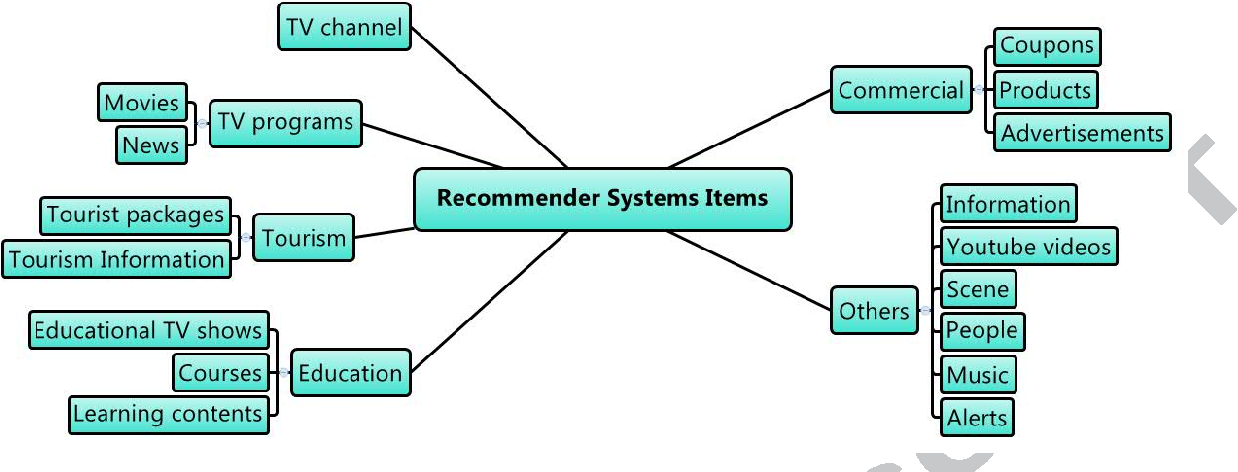 TV channel
TV programs
Movies
News
Tourism
Tourist packages
Tourism Information
Education
Educational TV shows
Courses
Learning contents
Recommender Systems Items
Commercial
Coupons
Products
Advertisements
Others
Information
Youtube videos
Scene
People
Music
Alerts